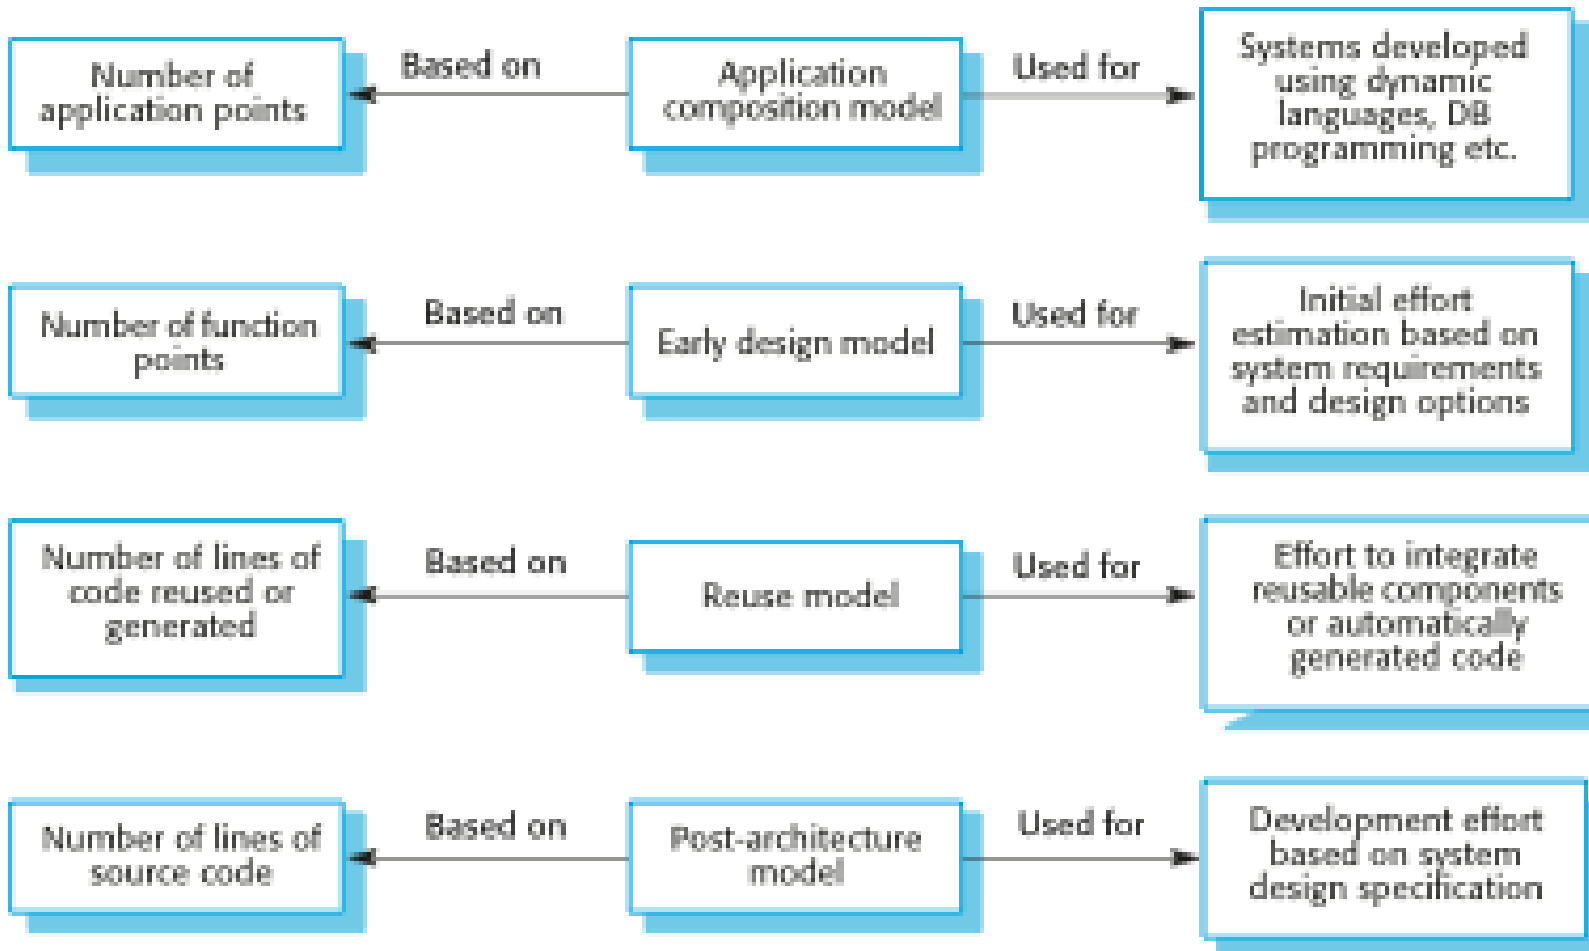 Number of
application points
Based on
Application
composition model
Used for
Systems developed
using dynamic
languages, DB
programming etc.
Number of function
points
Based on
Early design model
Used for
Initial effort
estimation based on
system requirements
and design options
Number of lines of
code reused or
generated
Based on
Reuse model
Used for
Effort to integrate
reusable components
or automatically
generated code
Number of lines of
source code
Based on
Post-architecture
model
Used for
Development effort
based on system
design specification